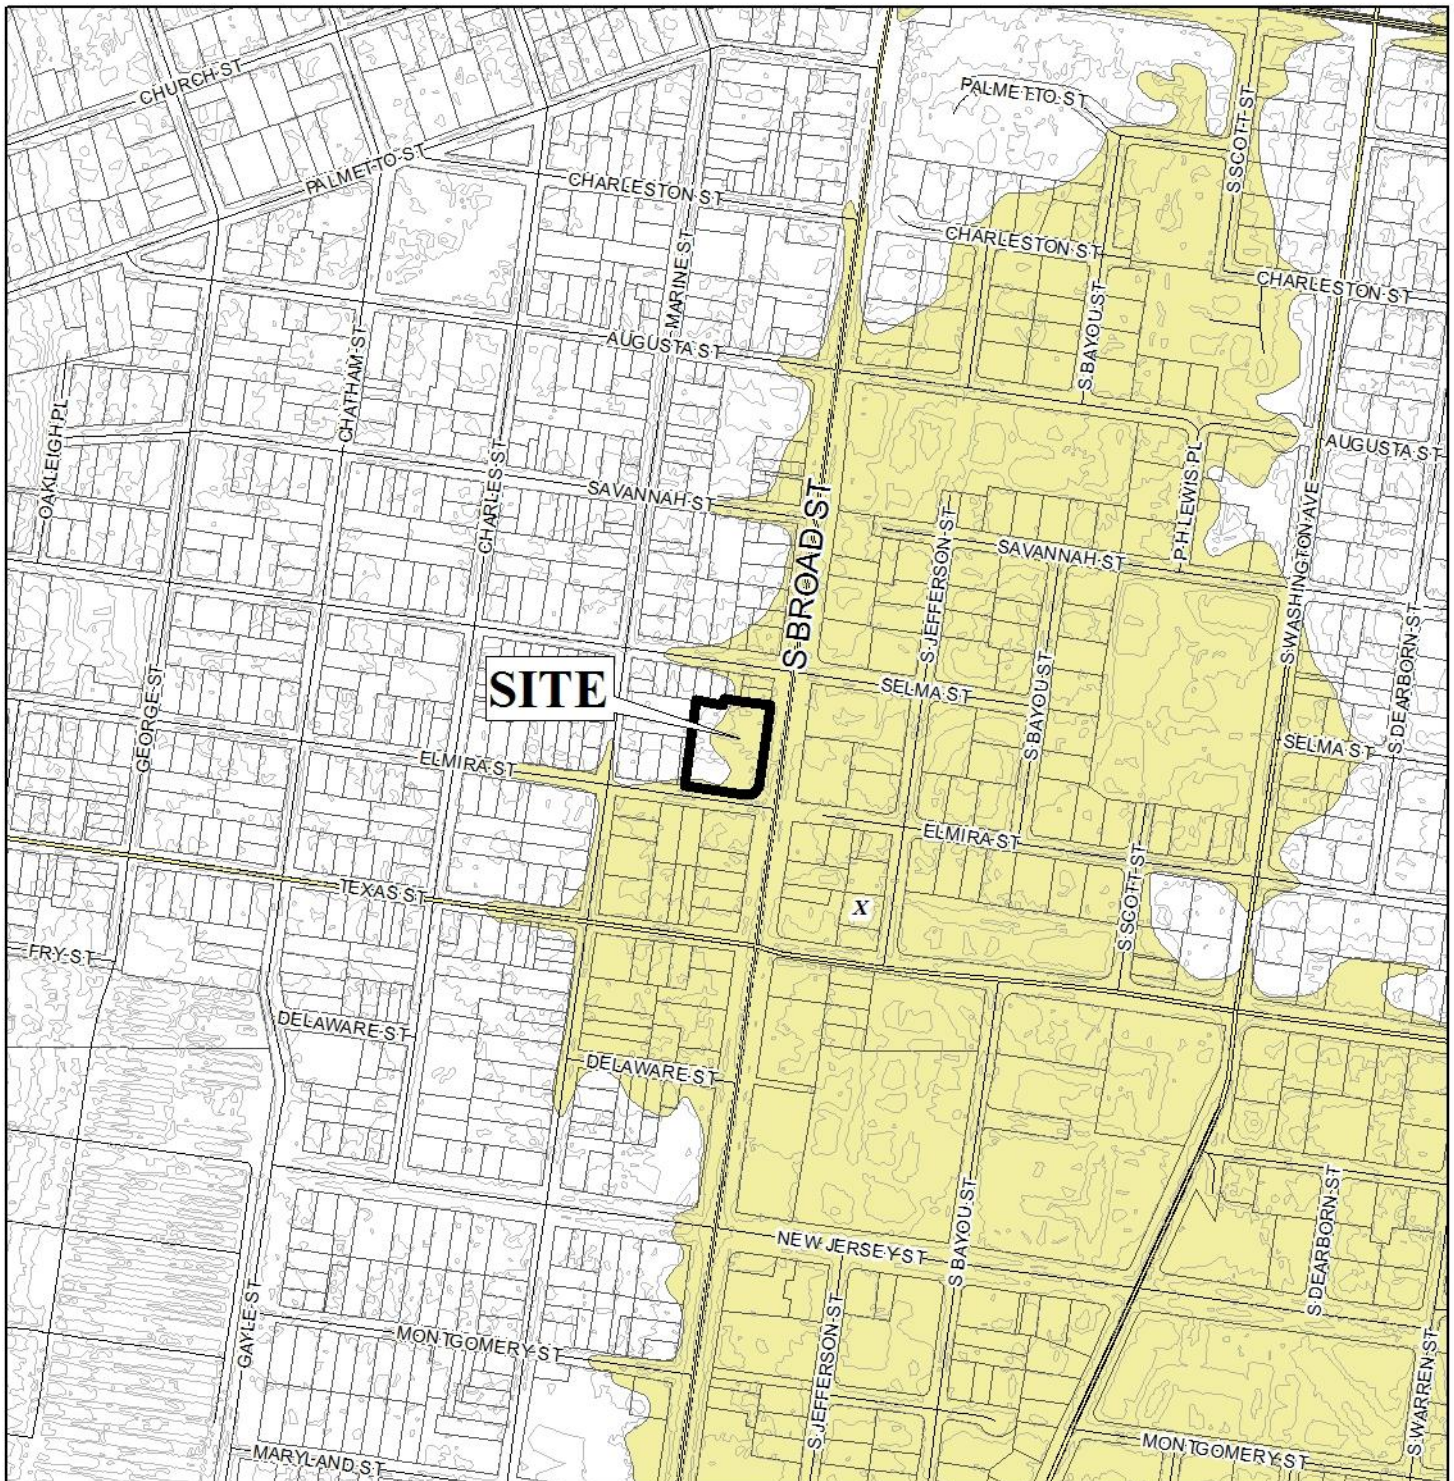 CHURCH ST
PALMETTO ST
PALMETTO ST
S SCOTT ST
CHARLESTON ST
CHARLESTON ST
CHARLESTON ST
MARINE ST
S BAYOU ST
CHATHAM ST
AUGUSTA ST
AUGUSTA ST
OAKLEIGH PL
CHARLES ST
SAVANNAH ST
S BROAD ST
S JEFFERSON ST
SAVANNAH ST
P H LEWIS PL
S WASHINGTON AVE
S DEARBORN ST
GEORGE ST
SITE
SELMA ST
S BAYOU ST
SELMA ST
ELMIRA ST
ELMIRA ST
TEXAS ST
X
S SCOTT ST
FRY ST
DELAWARE ST
DELAWARE ST
NEW JERSEY ST
S BAYOU ST
S DEARBORN ST
GAYLE ST
MONTGOMERY ST
S JEFFERSON ST
S WARREN ST
MARYLAND ST
MONTGOMERY ST